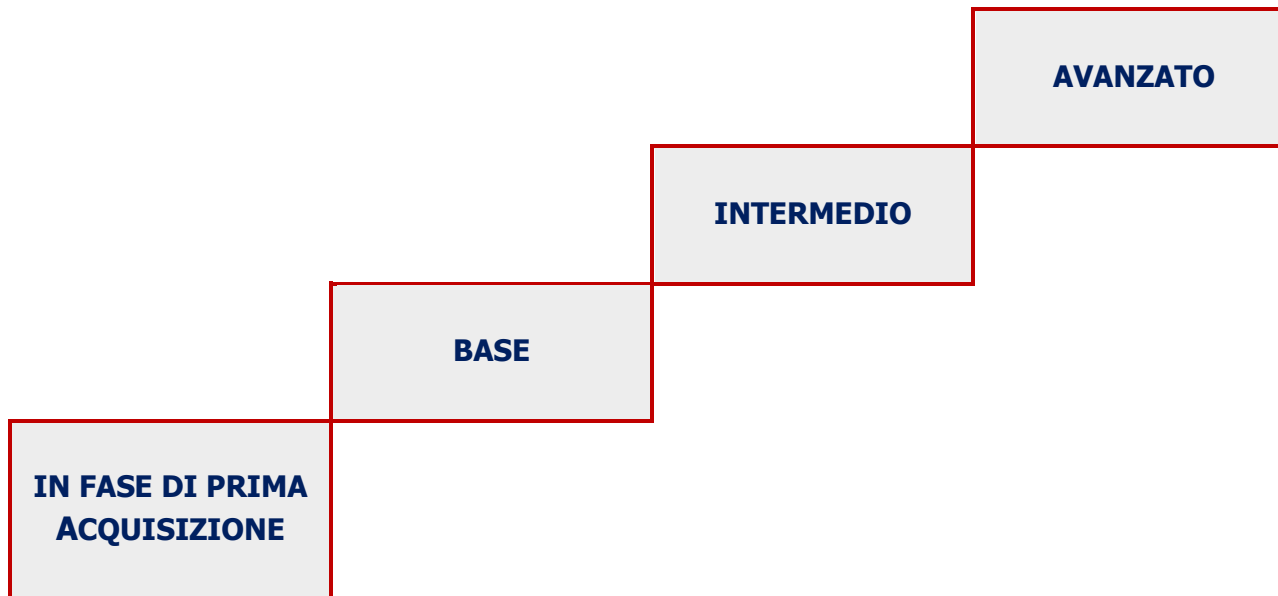 AVANZATO
INTERMEDIO
BASE
IN FASE DI PRIMA
ACQUISIZIONE